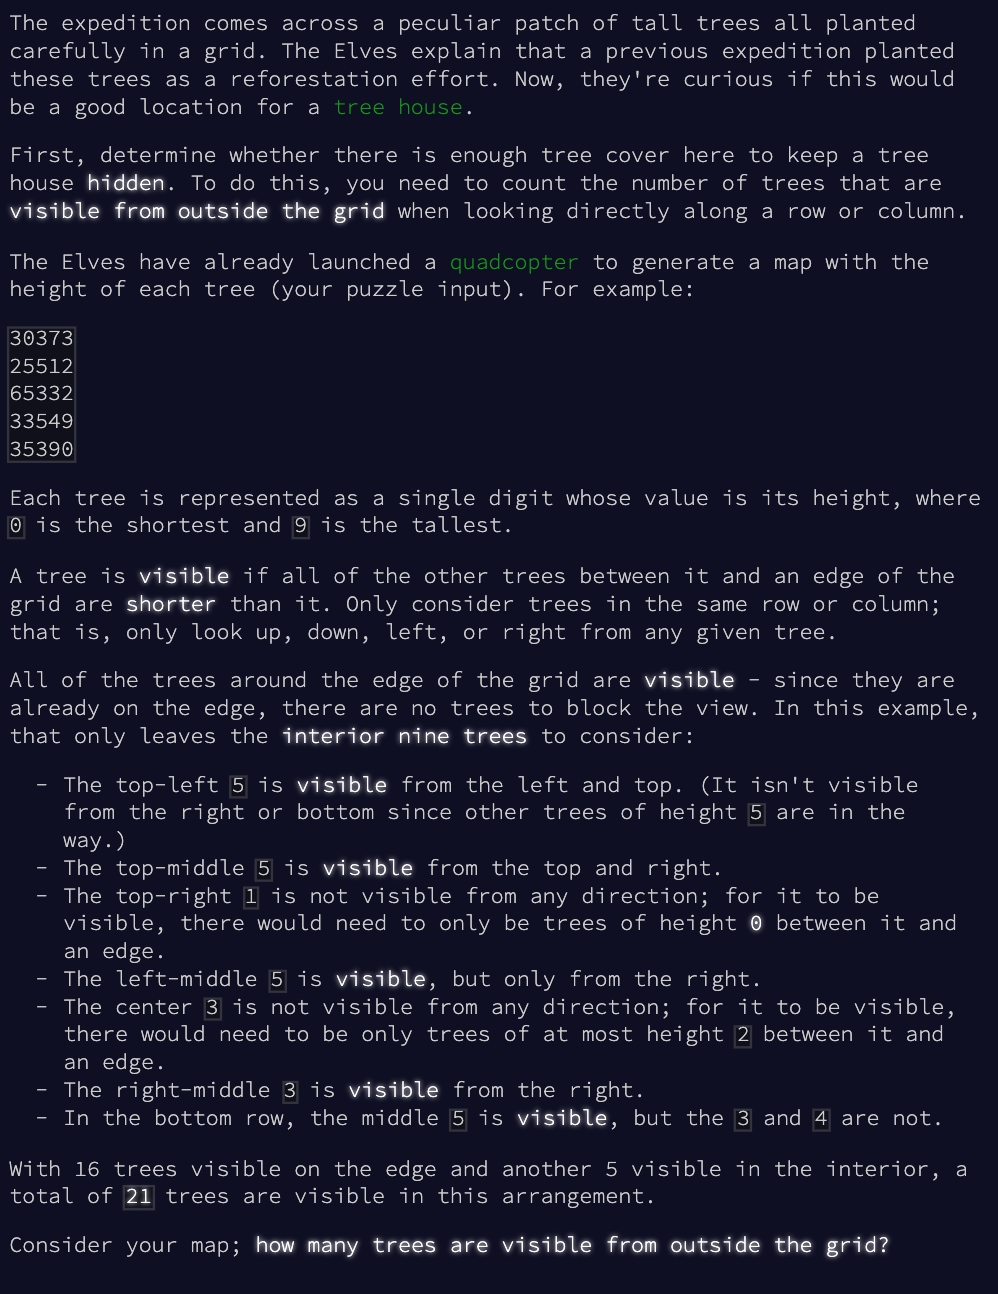 The expedition comes across a peculiar patch of tall trees all planted
carefully in a grid. The Elves explain that a previous expedition planted
these trees as a reforestation effort. Now, they're curious if this would
be a good location for a tree house.
First, determine whether there is enough tree cover here to keep a tree
house hidden. To do this, you need to count the number of trees that are
visible from outside the grid when looking directly along a row or column.
The Elves have already launched a quadcopter to generate a map with the
height of each tree (your puzzle input). For example:
30373
25512
65332
33549
35390
Each tree is represented as a single digit whose value is its height, where
0 is the shortest and 9 is the tallest.
A tree is visible if all of the other trees between it and an edge of the
grid are shorter than it. Only consider trees in the same row or column;
that is, only look up, down, left, or right from any given tree.
All of the trees around the edge of the grid are visible - since they are
already on the edge, there are no trees to block the view. In this example,
that only leaves the interior nine trees to consider:
- The top-left 5 is visible from the left and top. (It isn't visible
from the right or bottom since other trees of height 5 are in the
way.)
- The top-middle 5 is visible from the top and right.
- The top-right 1 is not visible from any direction; for it to be
visible, there would need to only be trees of height 0 between it and
an edge.
- The left-middle 5 is visible, but only from the right.
- The center 3 is not visible from any direction; for it to be visible,
there would need to be only trees of at most height 2 between it and
an edge.
- The right-middle 3 is visible from the right.
- In the bottom row, the middle 5 is visible, but the 3 and 4 are not.
With 16 trees visible on the edge and another 5 visible in the interior, a
total of 21 trees are visible in this arrangement.
Consider your map; how many trees are visible from outside the grid?